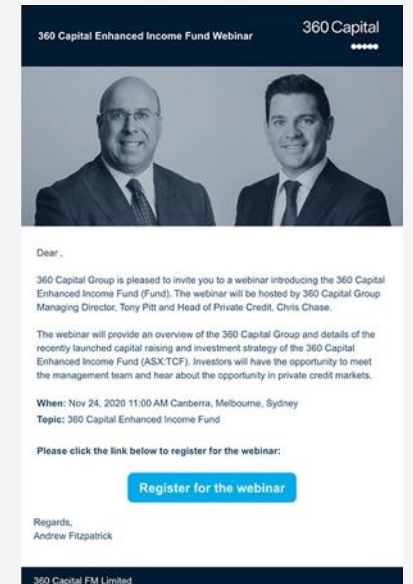 360 Capital Enhanced Income Fund Webinar
360 Capital
Dear ,
360 Capital Group is pleased to invite you to a webinar introducing the 360 Capital
Enhanced Income Fund (Fund). The webinar will be hosted by 360 Capital Group
Managing Director, Tony Pitt and Head of Private Credit, Chris Chase.
The webinar will provide an overview of the 360 Capital Group and details of the
recently launched capital raising and investment strategy of the 360 Capital
Enhanced Income Fund (ASX:TCF). Investors will have the opportunity to meet
the management team and hear about the opportunity in private credit markets.
When: Nov 24, 2020 11:00 AM Canberra, Melbourne, Sydney
Topic: 360 Capital Enhanced Income Fund
Please click the link below to register for the webinar:
Register for the webinar
Regards,
Andrew Fitzpatrick
360 Capital FM Limited